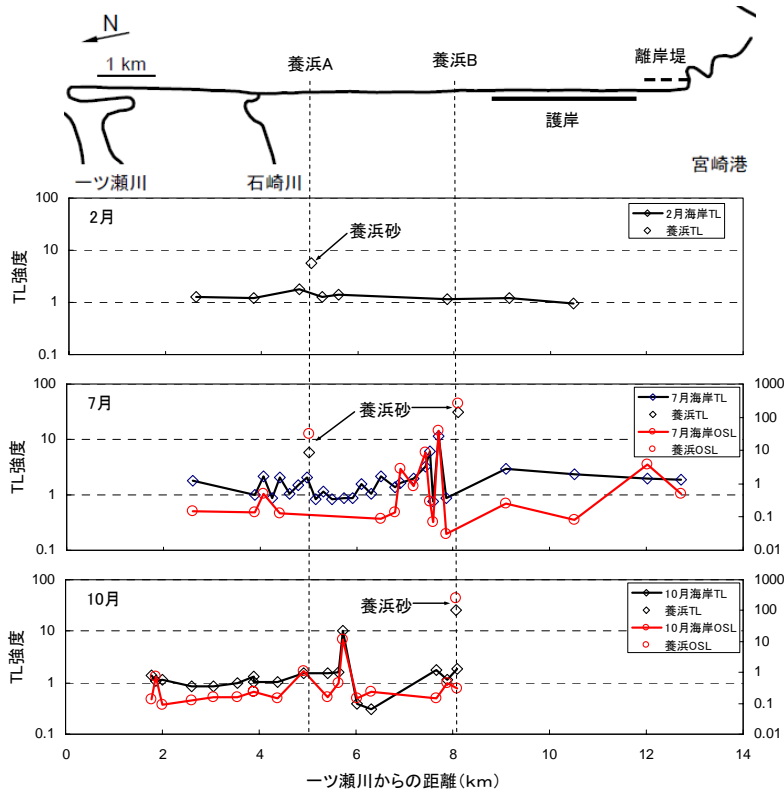 N
1 km
養浜A
養浜B
離岸堤
護岸
一ツ瀬川
石崎川
宮崎港
2月
養浜砂
2月海岸TL
養浜TL
TL強度
100
10
1
0.1
7月
養浜砂
7月海岸TL
養浜TL
7月海岸OSL
養浜OSL
TL強度
100
10
1
0.1
1000
100
10
1
0.1
0.01
10月
養浜砂
10月海岸TL
養浜TL
10月海岸OSL
養浜OSL
TL強度
100
10
1
0.1
1000
100
10
1
0.1
0.01
0 2 4 6 8 10 12 14
一ツ瀬川からの距離(km)